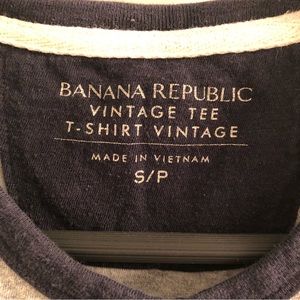 BANANA REPUBLIC
VINTAGE TEE
T-SHIRT VINTAGE
MADE IN VIETNAM
S/P